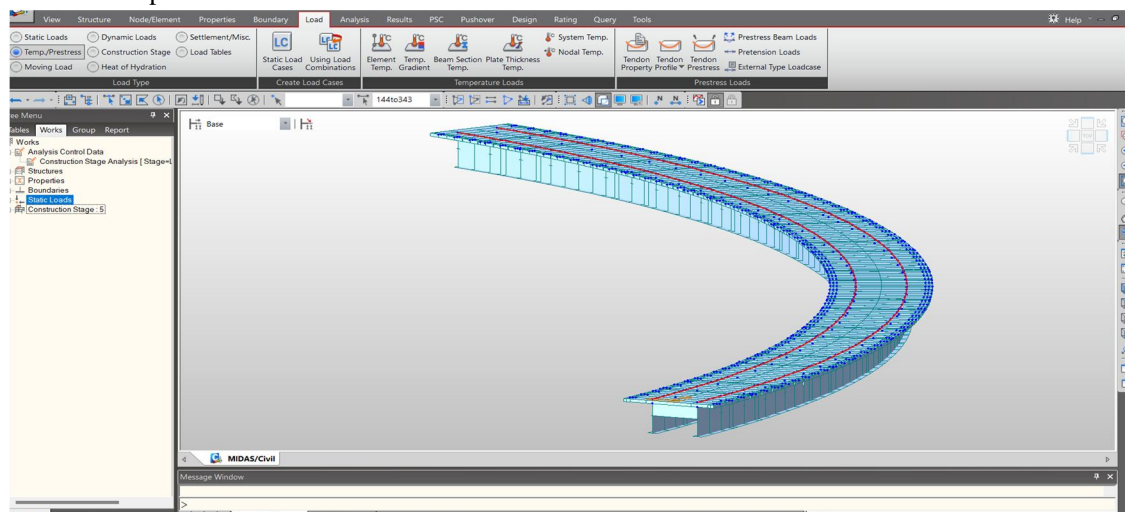 View Structure Node/Element Properties Boundary Load Analysis Results PSC Pushover Design Rating Query Tools Help
Static Loads Dynamic Loads Settlement/Misc.
Temp./Prestress Construction Stage Load Tables
Moving Load Heat of Hydration
Load Type
LC
Static Load Cases
Using Load Combinations
Create Load Cases
Element Temp.
Temp. Gradient
Beam Section Temp.
Plate Thickness Temp.
System Temp.
Nodal Temp.
Temperature Loads
Tendon Property
Tendon Profile
Tendon Prestress
Prestress Beam Loads
Pretension Loads
External Type Loadcase
Prestress Loads
144to343
ree Menu
ables Works Group Report
Works
Analysis Control Data
Construction Stage Analysis [ Stage=L
Structures
Properties
Boundaries
Static Loads
Construction Stage : 5
Base
MIDAS/Civil
Message Window
>